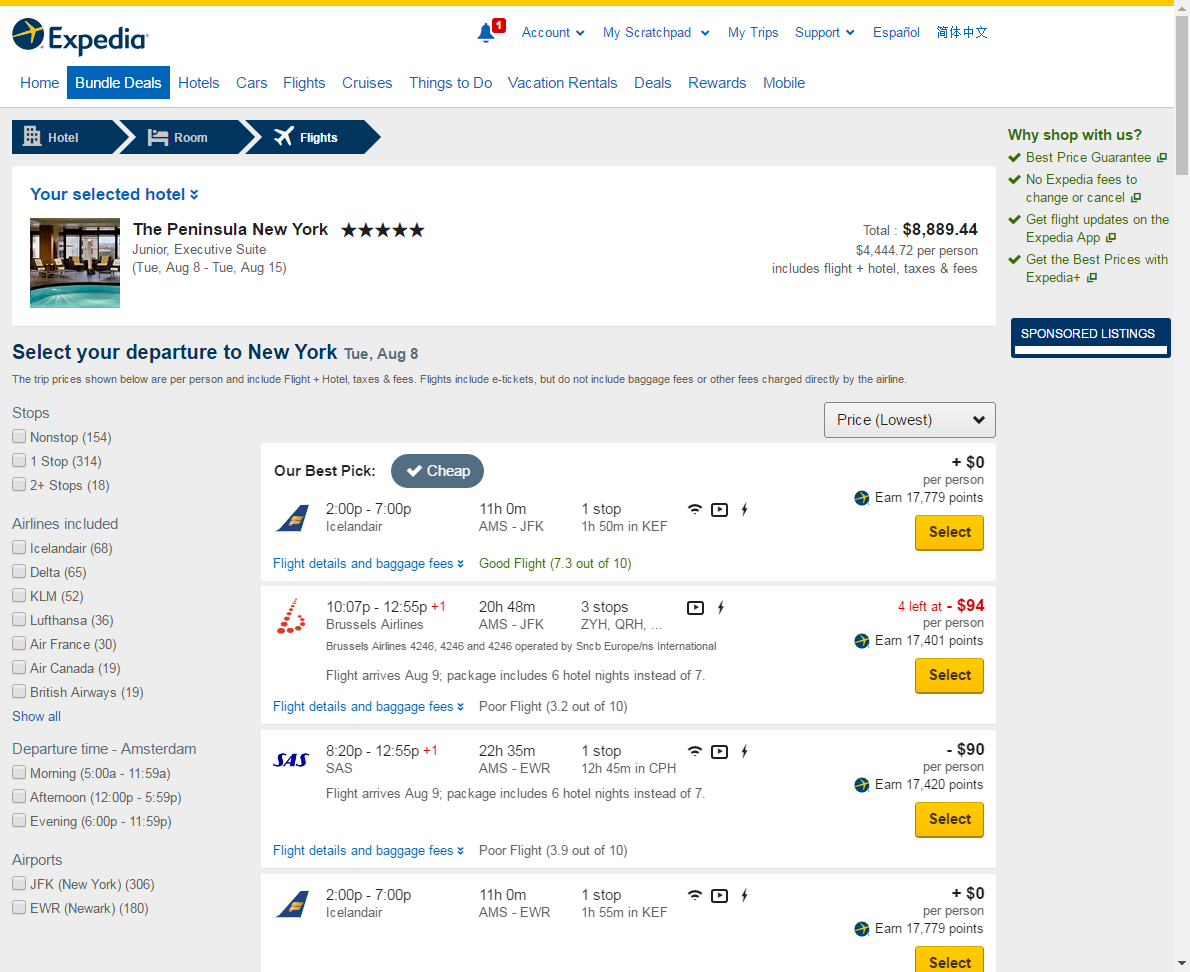 Expedia
1
Account
My Scratchpad
My Trips
Support
Español
简体中文
Home
Bundle Deals
Hotels
Cars
Flights
Cruises
Things to Do
Vacation Rentals
Deals
Rewards
Mobile
Hotel
Room
Flights
Your selected hotel
The Peninsula New York
Junior, Executive Suite
(Tue, Aug 8 - Tue, Aug 15)
Total : $8,889.44
$4,444.72 per person
includes flight + hotel, taxes & fees
Why shop with us?
Best Price Guarantee
No Expedia fees to
change or cancel
Get flight updates on the
Expedia App
Get the Best Prices with
Expedia+
SPONSORED LISTINGS
Select your departure to New York Tue, Aug 8
The trip prices shown below are per person and include Flight + Hotel, taxes & fees. Flights include e-tickets, but do not include baggage fees or other fees charged directly by the airline.
Stops
Nonstop (154)
1 Stop (314)
2+ Stops (18)
Airlines included
Icelandair (68)
Delta (65)
KLM (52)
Lufthansa (36)
Air France (30)
Air Canada (19)
British Airways (19)
Show all
Departure time - Amsterdam
Morning (5:00a - 11:59a)
Afternoon (12:00p - 5:59p)
Evening (6:00p - 11:59p)
Airports
JFK (New York) (306)
EWR (Newark) (180)
Price (Lowest)
Our Best Pick:
Cheap
2:00p - 7:00p
Icelandair
11h 0m
AMS - JFK
1 stop
1h 50m in KEF
+ $0
per person
Earn 17,779 points
Select
Flight details and baggage fees
Good Flight (7.3 out of 10)
10:07p - 12:55p +1
Brussels Airlines
20h 48m
AMS - JFK
3 stops
ZYH, QRH, ...
Brussels Airlines 4246, 4246 and 4246 operated by Sncb Europe/ns International
Flight arrives Aug 9; package includes 6 hotel nights instead of 7.
4 left at - $94
per person
Earn 17,401 points
Select
Flight details and baggage fees
Poor Flight (3.2 out of 10)
SAS
8:20p - 12:55p +1
SAS
22h 35m
AMS - EWR
1 stop
12h 45m in CPH
Flight arrives Aug 9; package includes 6 hotel nights instead of 7.
- $90
per person
Earn 17,420 points
Select
Flight details and baggage fees
Poor Flight (3.9 out of 10)
2:00p - 7:00p
Icelandair
11h 0m
AMS - EWR
1 stop
1h 55m in KEF
+ $0
per person
Earn 17,779 points
Select